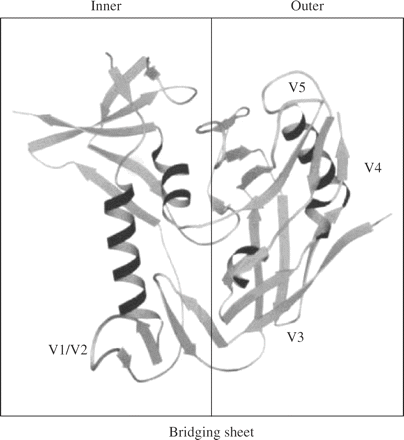 Inner Outer
V5
V4
V3
V1/V2
Bridging sheet